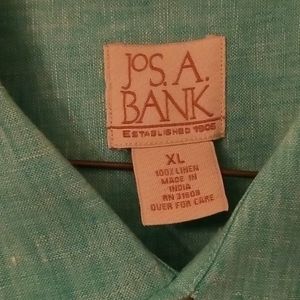 JOS. A.
BANK
ESTABLISHED 1905
XL
100% LINEN
MADE IN
INDIA
RN 31608
OVER FOR CARE